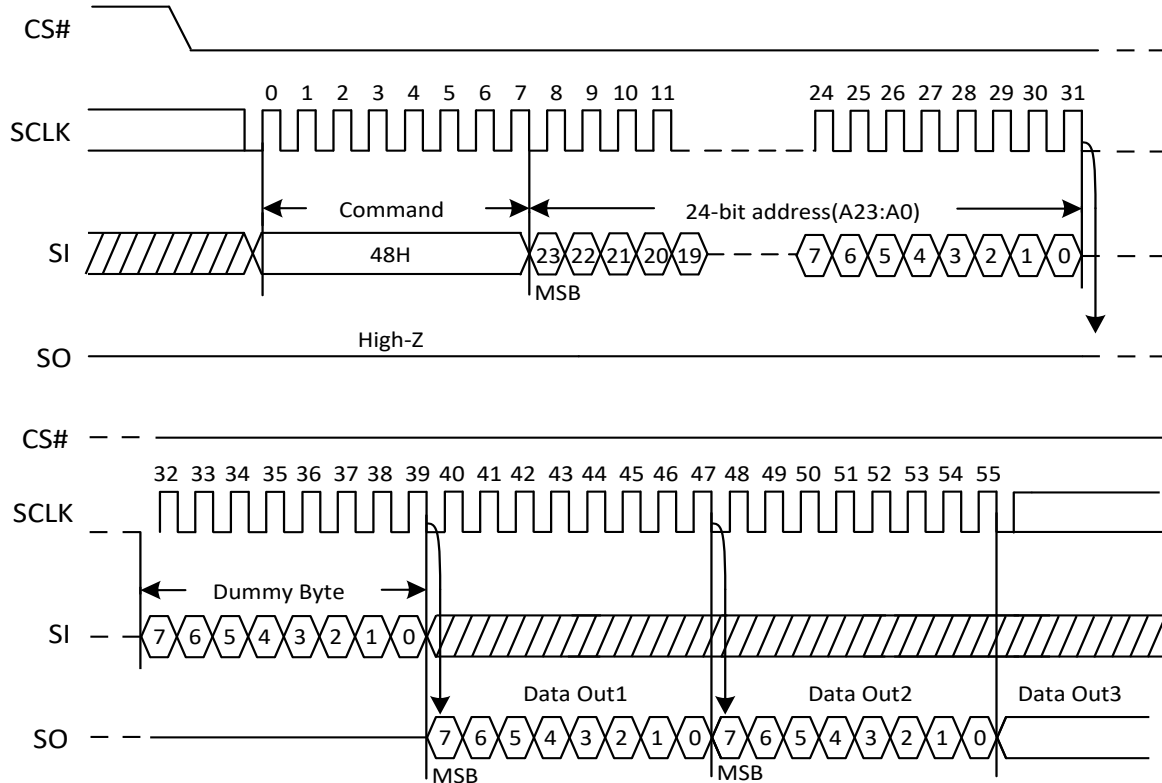 CS#
0 1 2 3 4 5 6 7 8 9 10 11 24 25 26 27 28 29 30 31
SCLK
Command 24-bit address(A23:A0)
SI 48H 23 22 21 20 19 7 6 5 4 3 2 1 0
MSB
High-Z
SO
CS#
32 33 34 35 36 37 38 39 40 41 42 43 44 45 46 47 48 49 50 51 52 53 54 55
SCLK
Dummy Byte
SI 7 6 5 4 3 2 1 0
Data Out1 Data Out2 Data Out3
SO 7 6 5 4 3 2 1 0 7 6 5 4 3 2 1 0
MSB MSB